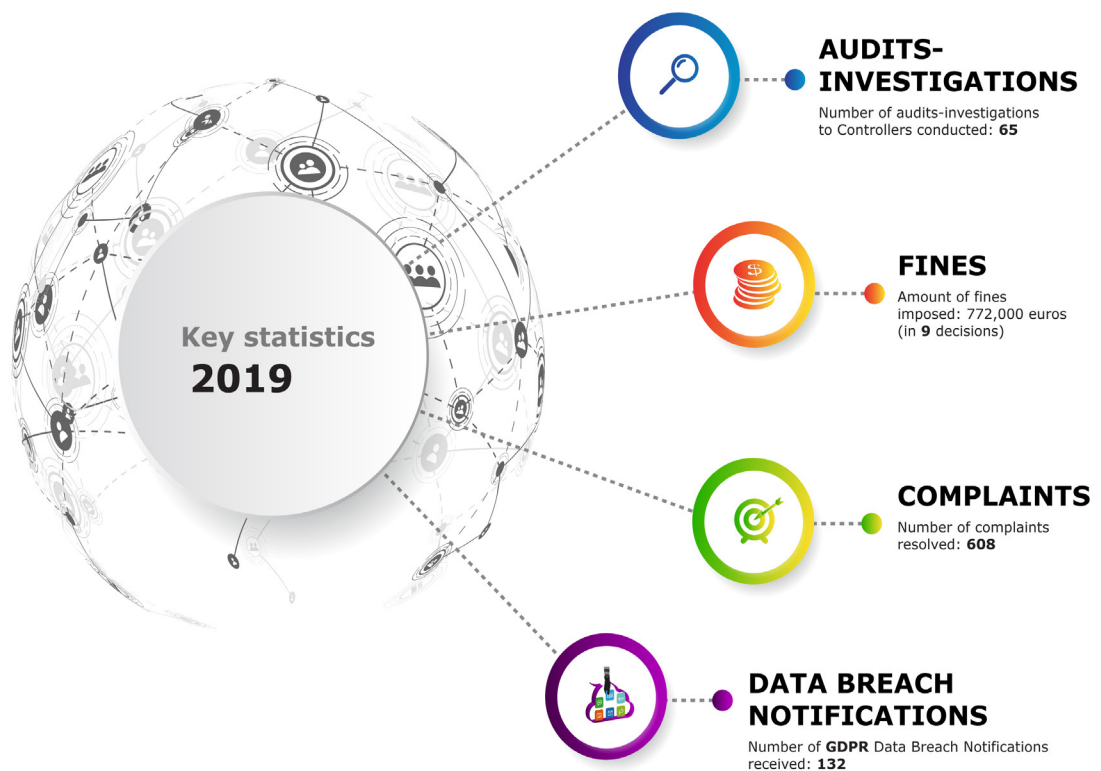 Key statistics
2019
AUDITS-
INVESTIGATIONS
Number of audits-investigations
to Controllers conducted: 65
FINES
Amount of fines
imposed: 772,000 euros
(in 9 decisions)
COMPLAINTS
Number of complaints
resolved: 608
DATA BREACH
NOTIFICATIONS
Number of GDPR Data Breach Notifications
received: 132
$